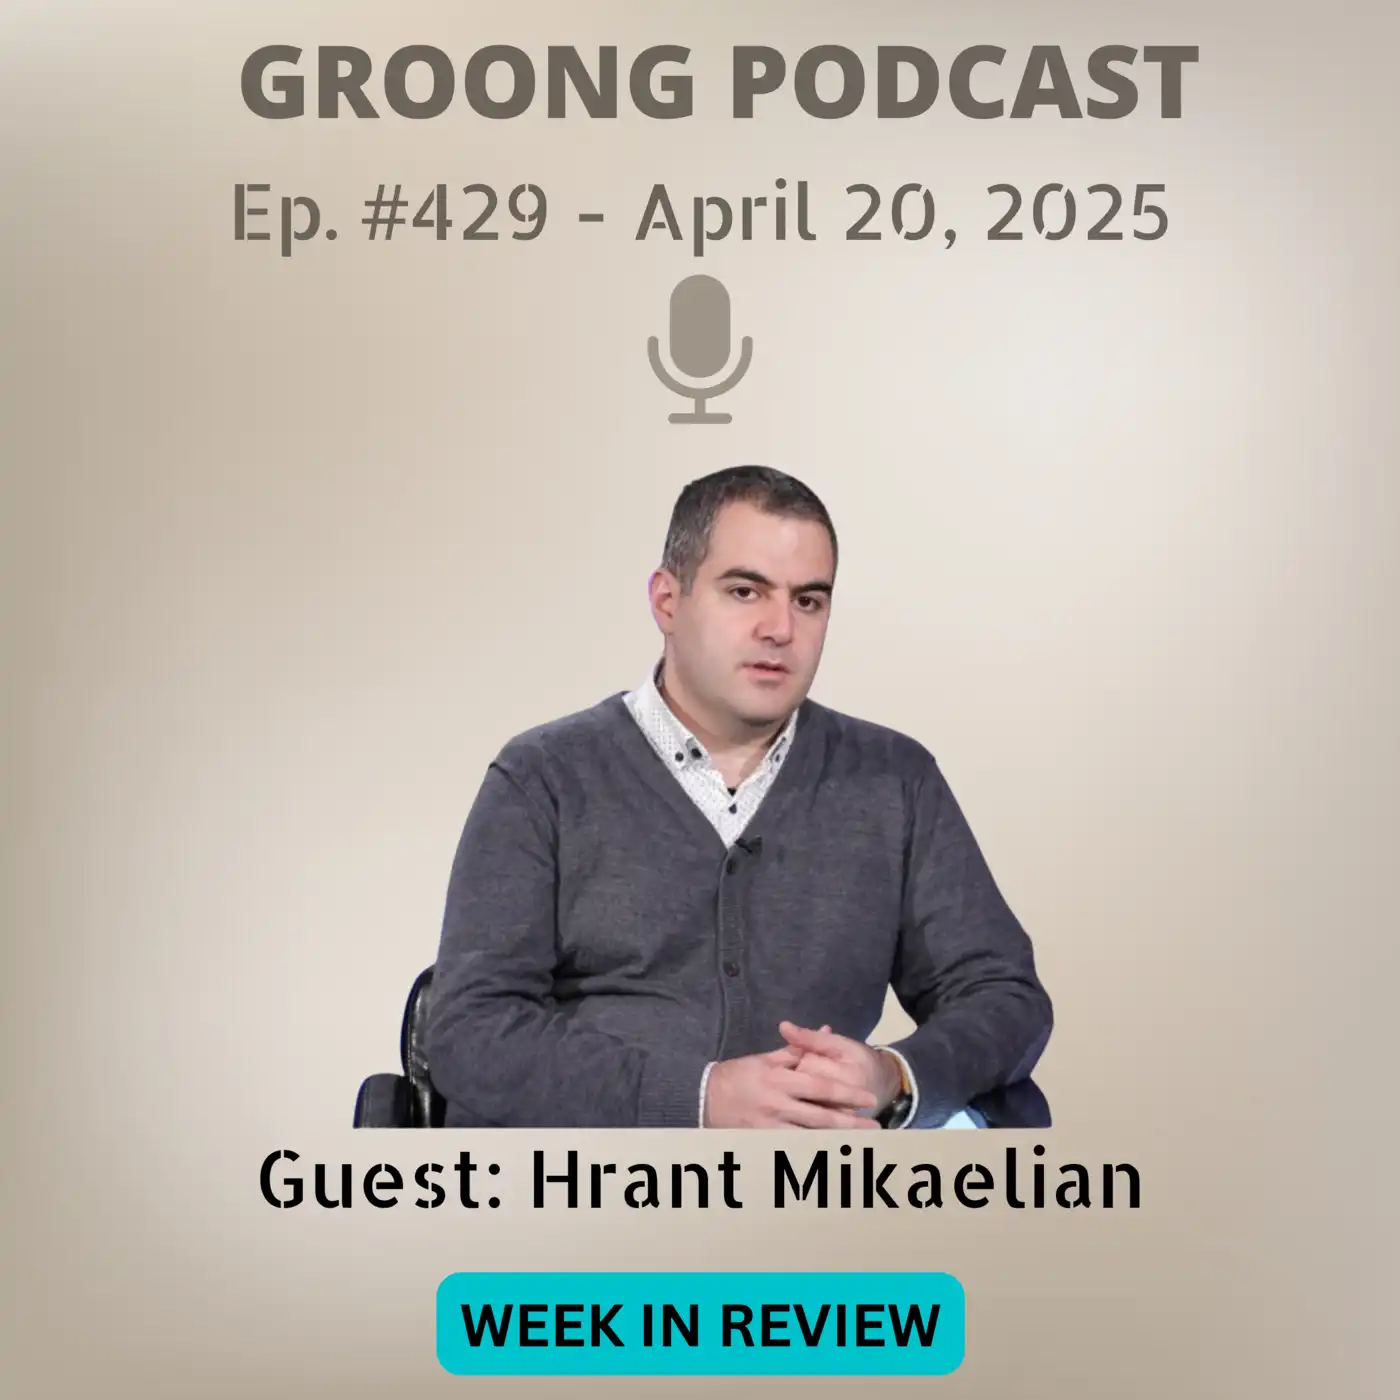 GROONG PODCAST
Ep. #429 - April 20, 2025
Guest: Hrant Mikaelian
WEEK IN REVIEW